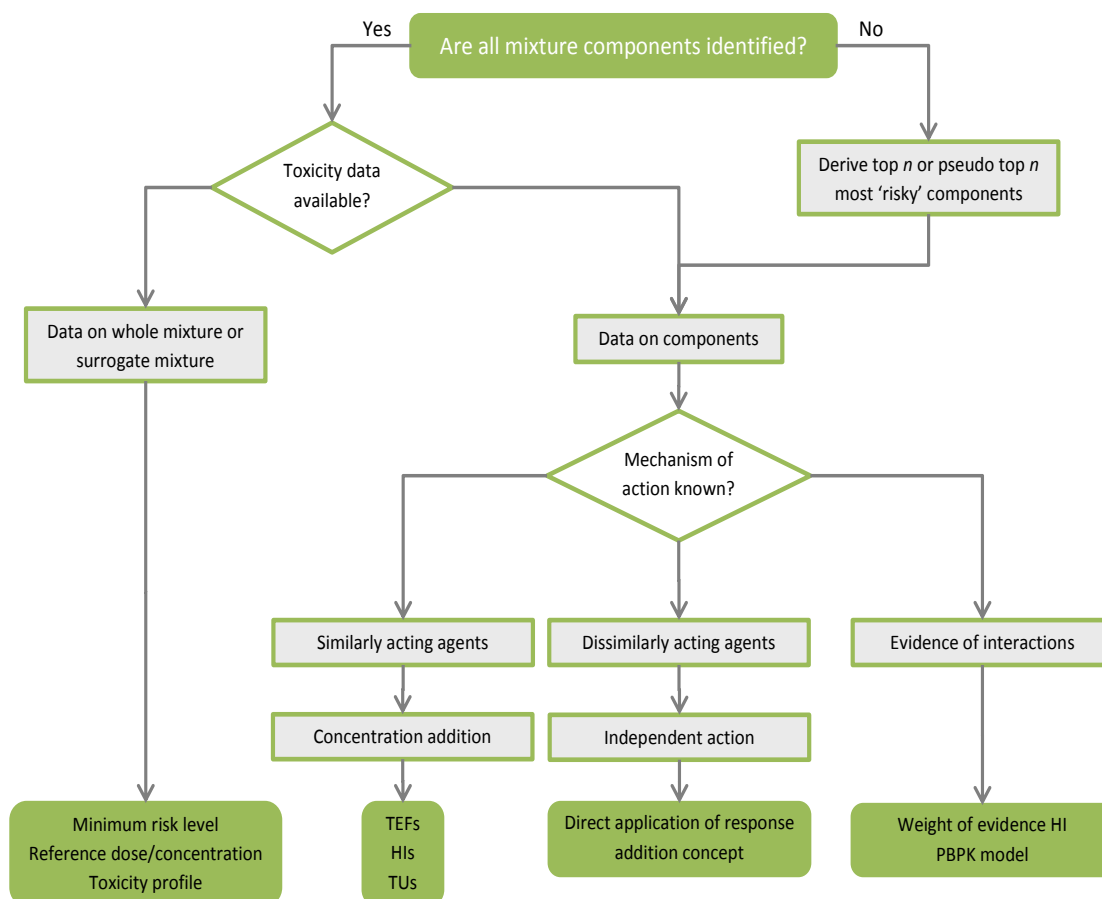 Yes
Are all mixture components identified?
No
Toxicity data
available?
Derive top n or pseudo top n
most ‘risky’ components
Data on whole mixture or
surrogate mixture
Data on components
Mechanism of
action known?
Similarly acting agents
Dissimilarly acting agents
Evidence of interactions
Concentration addition
Independent action
Minimum risk level
Reference dose/concentration
Toxicity profile
TEFs
HIs
TUs
Direct application of response
addition concept
Weight of evidence HI
PBPK model